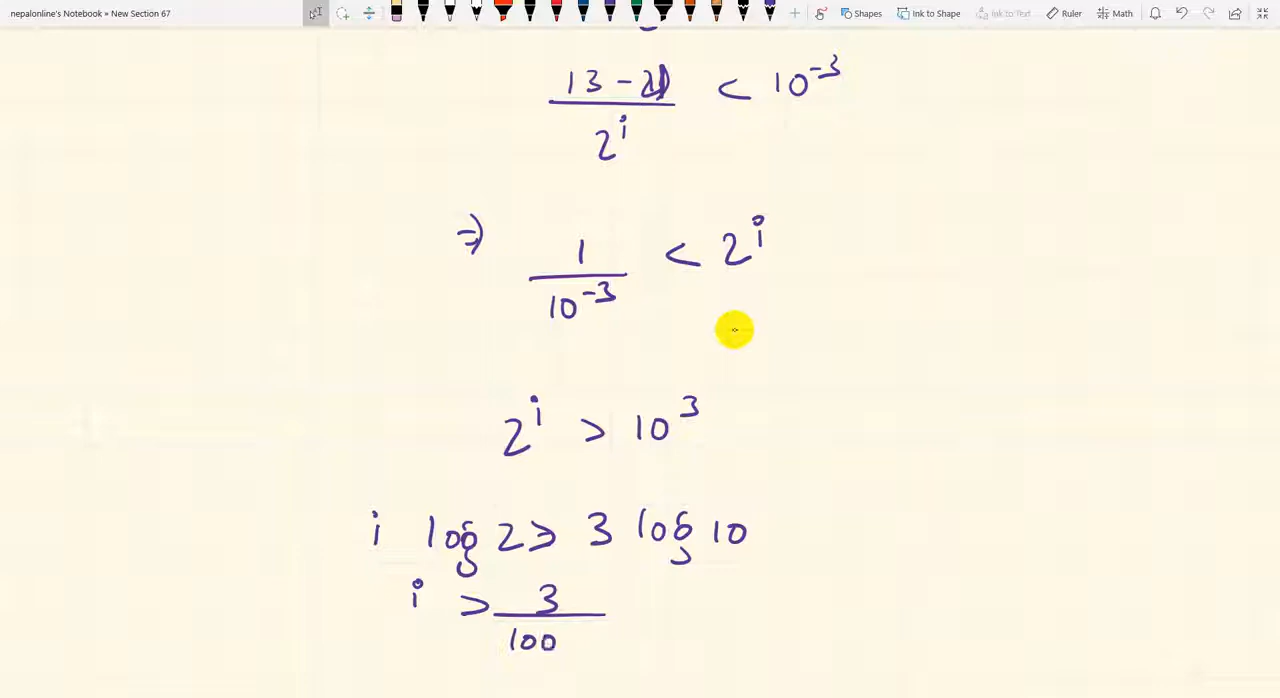 nepalonline's Notebook » New Section 67
Shapes Ink to Shape Ink to Text Ruler Math
13 - 2
2^i
< 10^-3
⇒ 1
10^-3
< 2^i
2^i > 10^3
i log 2 > 3 log 10
i > 3
100